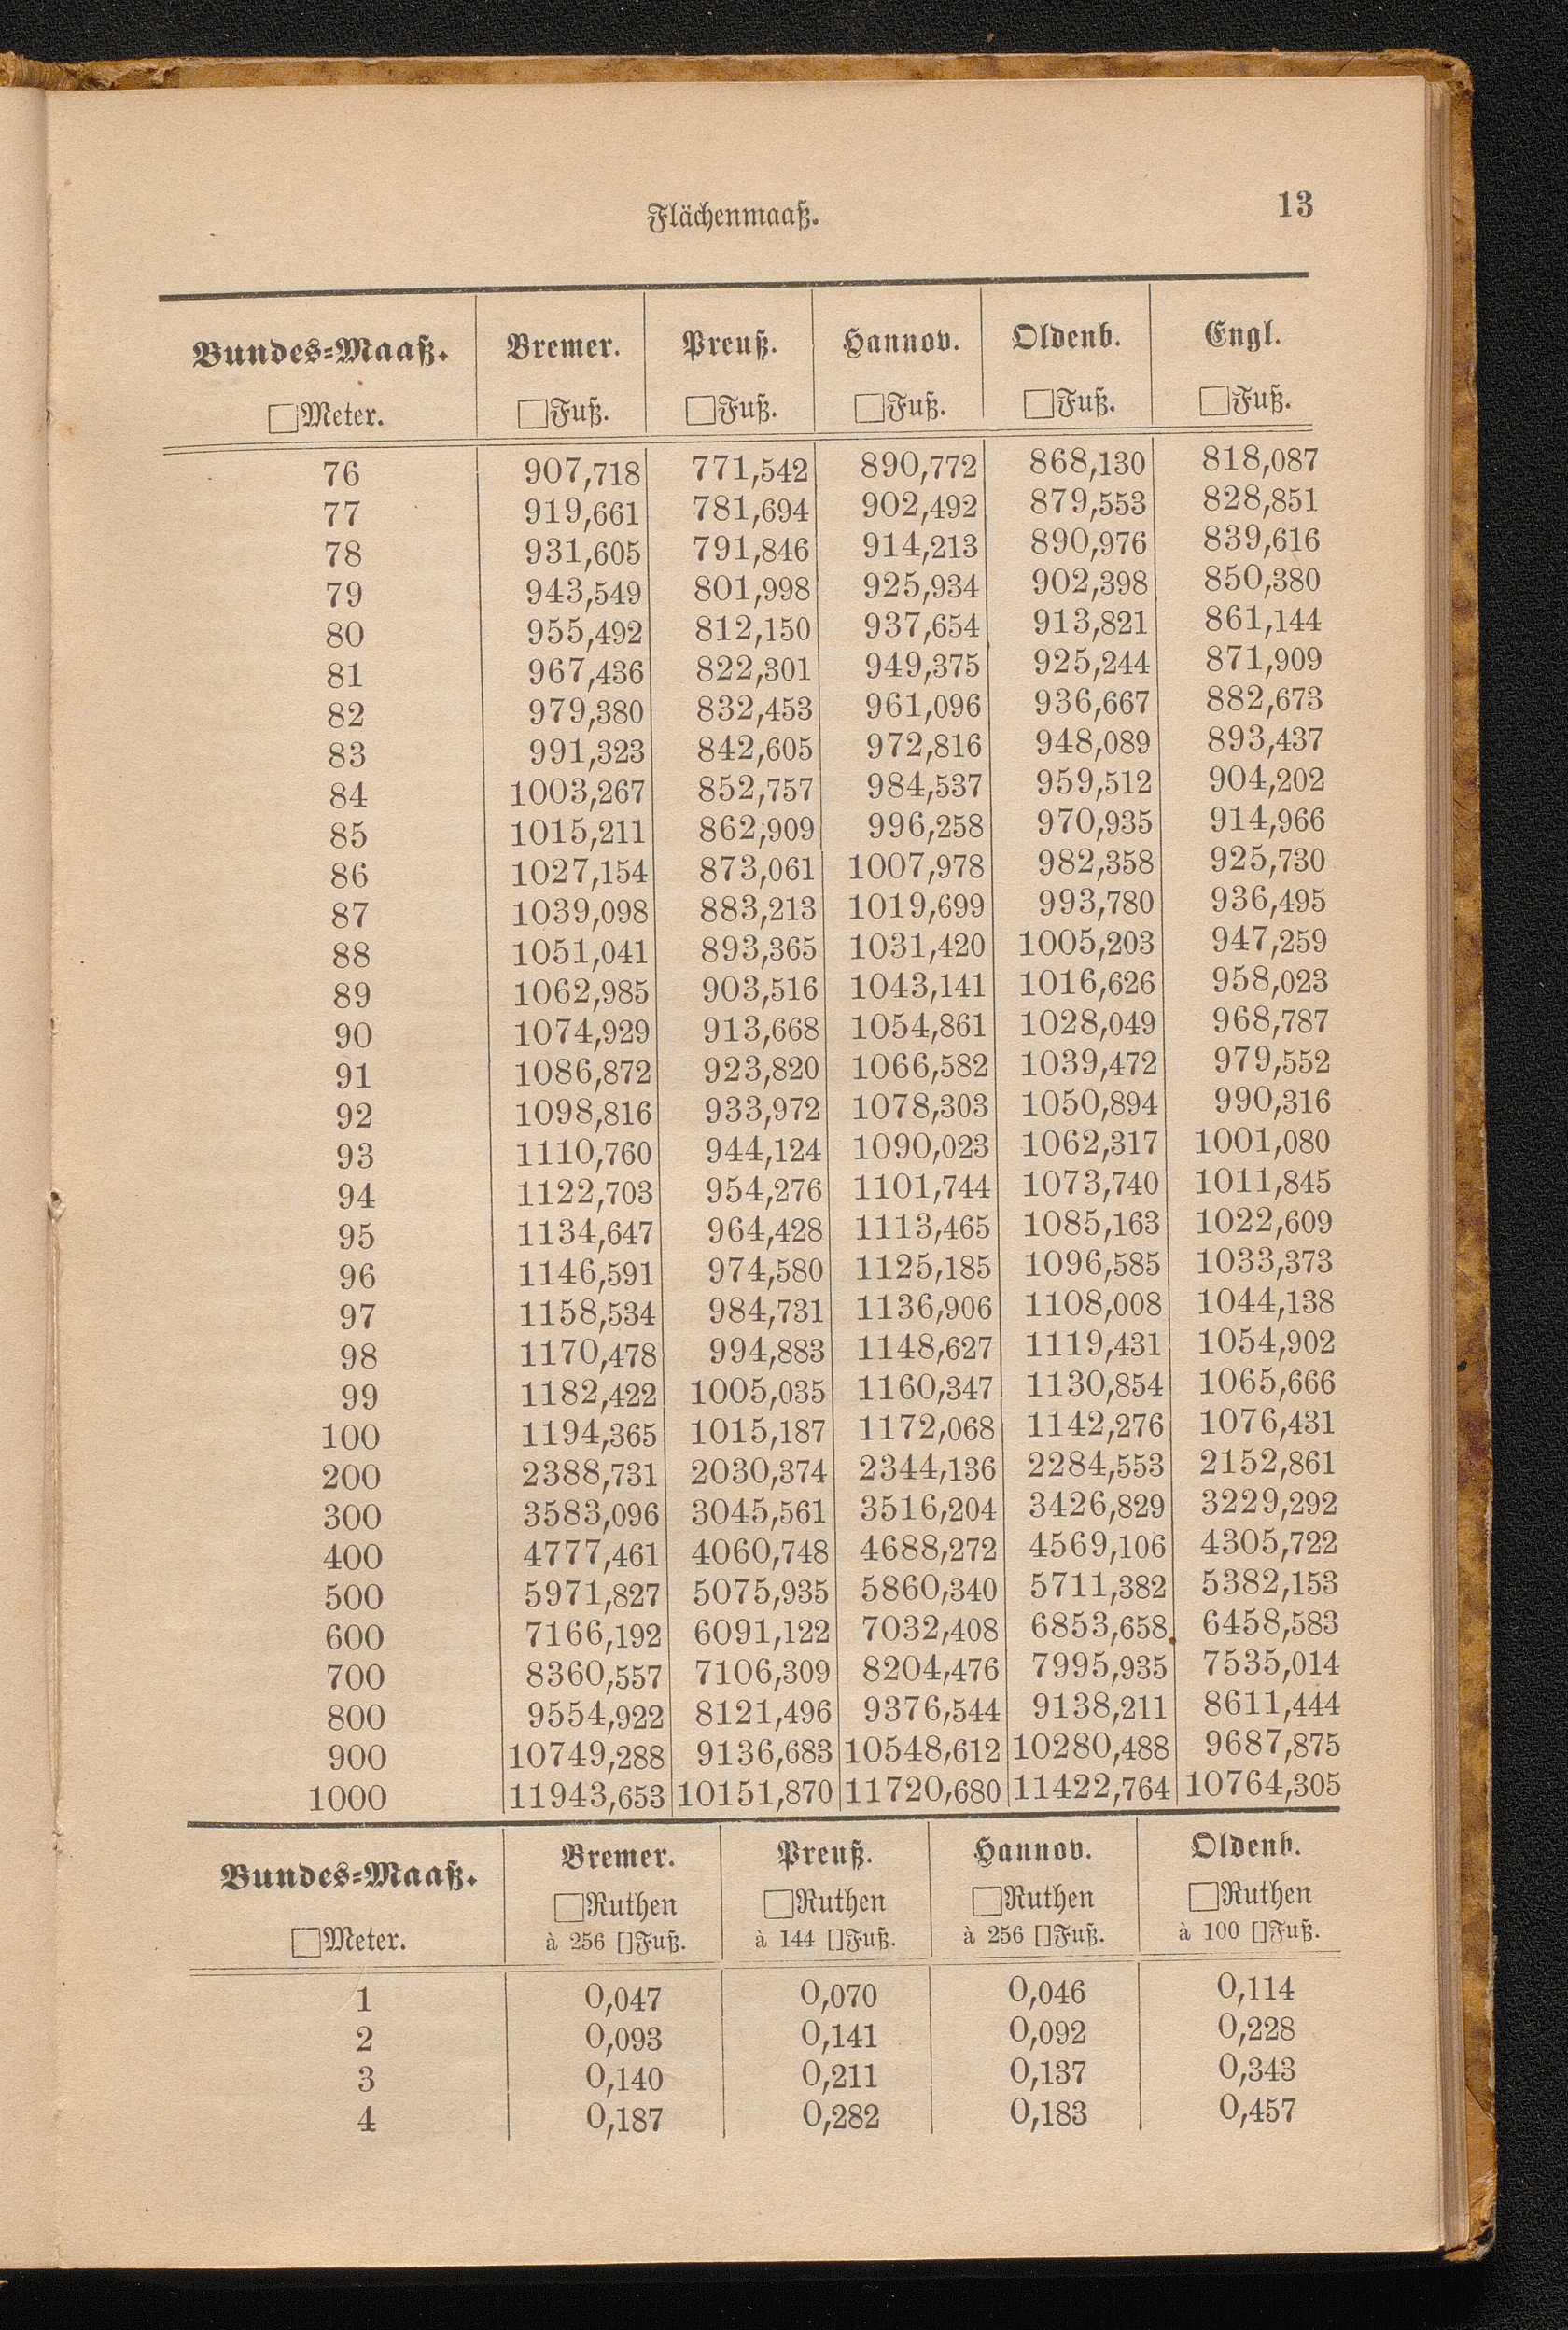 Flächenmaaß. 13
Bundes-Maaß. Bremer. Preuß. Hannov. Oldenb. Engl.
□Meter. □Fuß. □Fuß. □Fuß. □Fuß. □Fuß.
76 907,718 771,542 890,772 868,130 818,087
77 919,661 781,694 902,492 879,553 828,851
78 931,605 791,846 914,213 890,976 839,616
79 943,549 801,998 925,934 902,398 850,380
80 955,492 812,150 937,654 913,821 861,144
81 967,436 822,301 949,375 925,244 871,909
82 979,380 832,453 961,096 936,667 882,673
83 991,323 842,605 972,816 948,089 893,437
84 1003,267 852,757 984,537 959,512 904,202
85 1015,211 862,909 996,258 970,935 914,966
86 1027,154 873,061 1007,978 982,358 925,730
87 1039,098 883,213 1019,699 993,780 936,495
88 1051,041 893,365 1031,420 1005,203 947,259
89 1062,985 903,516 1043,141 1016,626 958,023
90 1074,929 913,668 1054,861 1028,049 968,787
91 1086,872 923,820 1066,582 1039,472 979,552
92 1098,816 933,972 1078,303 1050,894 990,316
93 1110,760 944,124 1090,023 1062,317 1001,080
94 1122,703 954,276 1101,744 1073,740 1011,845
95 1134,647 964,428 1113,465 1085,163 1022,609
96 1146,591 974,580 1125,185 1096,585 1033,373
97 1158,534 984,731 1136,906 1108,008 1044,138
98 1170,478 994,883 1148,627 1119,431 1054,902
99 1182,422 1005,035 1160,347 1130,854 1065,666
100 1194,365 1015,187 1172,068 1142,276 1076,431
200 2388,731 2030,374 2344,136 2284,553 2152,861
300 3583,096 3045,561 3516,204 3426,829 3229,292
400 4777,461 4060,748 4688,272 4569,106 4305,722
500 5971,827 5075,935 5860,340 5711,382 5382,153
600 7166,192 6091,122 7032,408 6853,658 6458,583
700 8360,557 7106,309 8204,476 7995,935 7535,014
800 9554,922 8121,496 9376,544 9138,211 8611,444
900 10749,288 9136,683 10548,612 10280,488 9687,875
1000 11943,653 10151,870 11720,680 11422,764 10764,305
Bundes-Maaß. Bremer. Preuß. Hannov. Oldenb.
□Ruthen □Ruthen □Ruthen □Ruthen
□Meter. à 256 []Fuß. à 144 []Fuß. à 256 []Fuß. à 100 []Fuß.
1 0,047 0,070 0,046 0,114
2 0,093 0,141 0,092 0,228
3 0,140 0,211 0,137 0,343
4 0,187 0,282 0,183 0,457